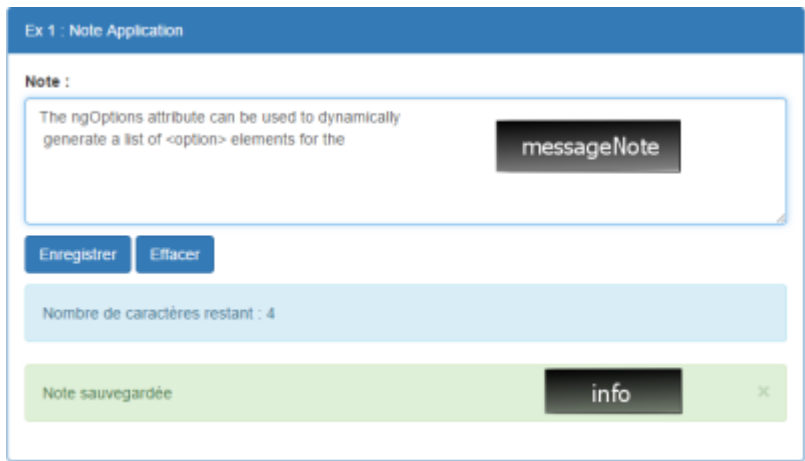 Ex 1 : Note Application
Note :
The ngOptions attribute can be used to dynamically
generate a list of <option> elements for the
messageNote
Enregistrer Effacer
Nombre de caractères restant : 4
Note sauvegardée
info ×